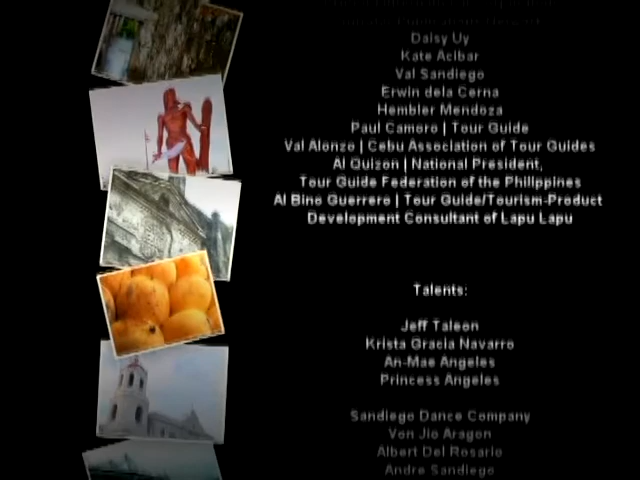 Daisy Uy
Kate Acibar
Val Sandiego
Erwin dela Cerna
Hembler Mendoza
Paul Camoro | Tour Guide
Val Alonzo | Cebu Association of Tour Guides
Al Quizon | National President,
Tour Guide Federation of the Philippines
Al Bino Guerrero | Tour Guide/Tourism-Product
Development Consultant of Lapu Lapu
Talents:
Jeff Taleon
Krista Gracia Navarro
An-Mae Angeles
Princess Angeles
Sandiego Dance Company
Von Jio Aragon
Albert Del Rosario
Andre Sandiego